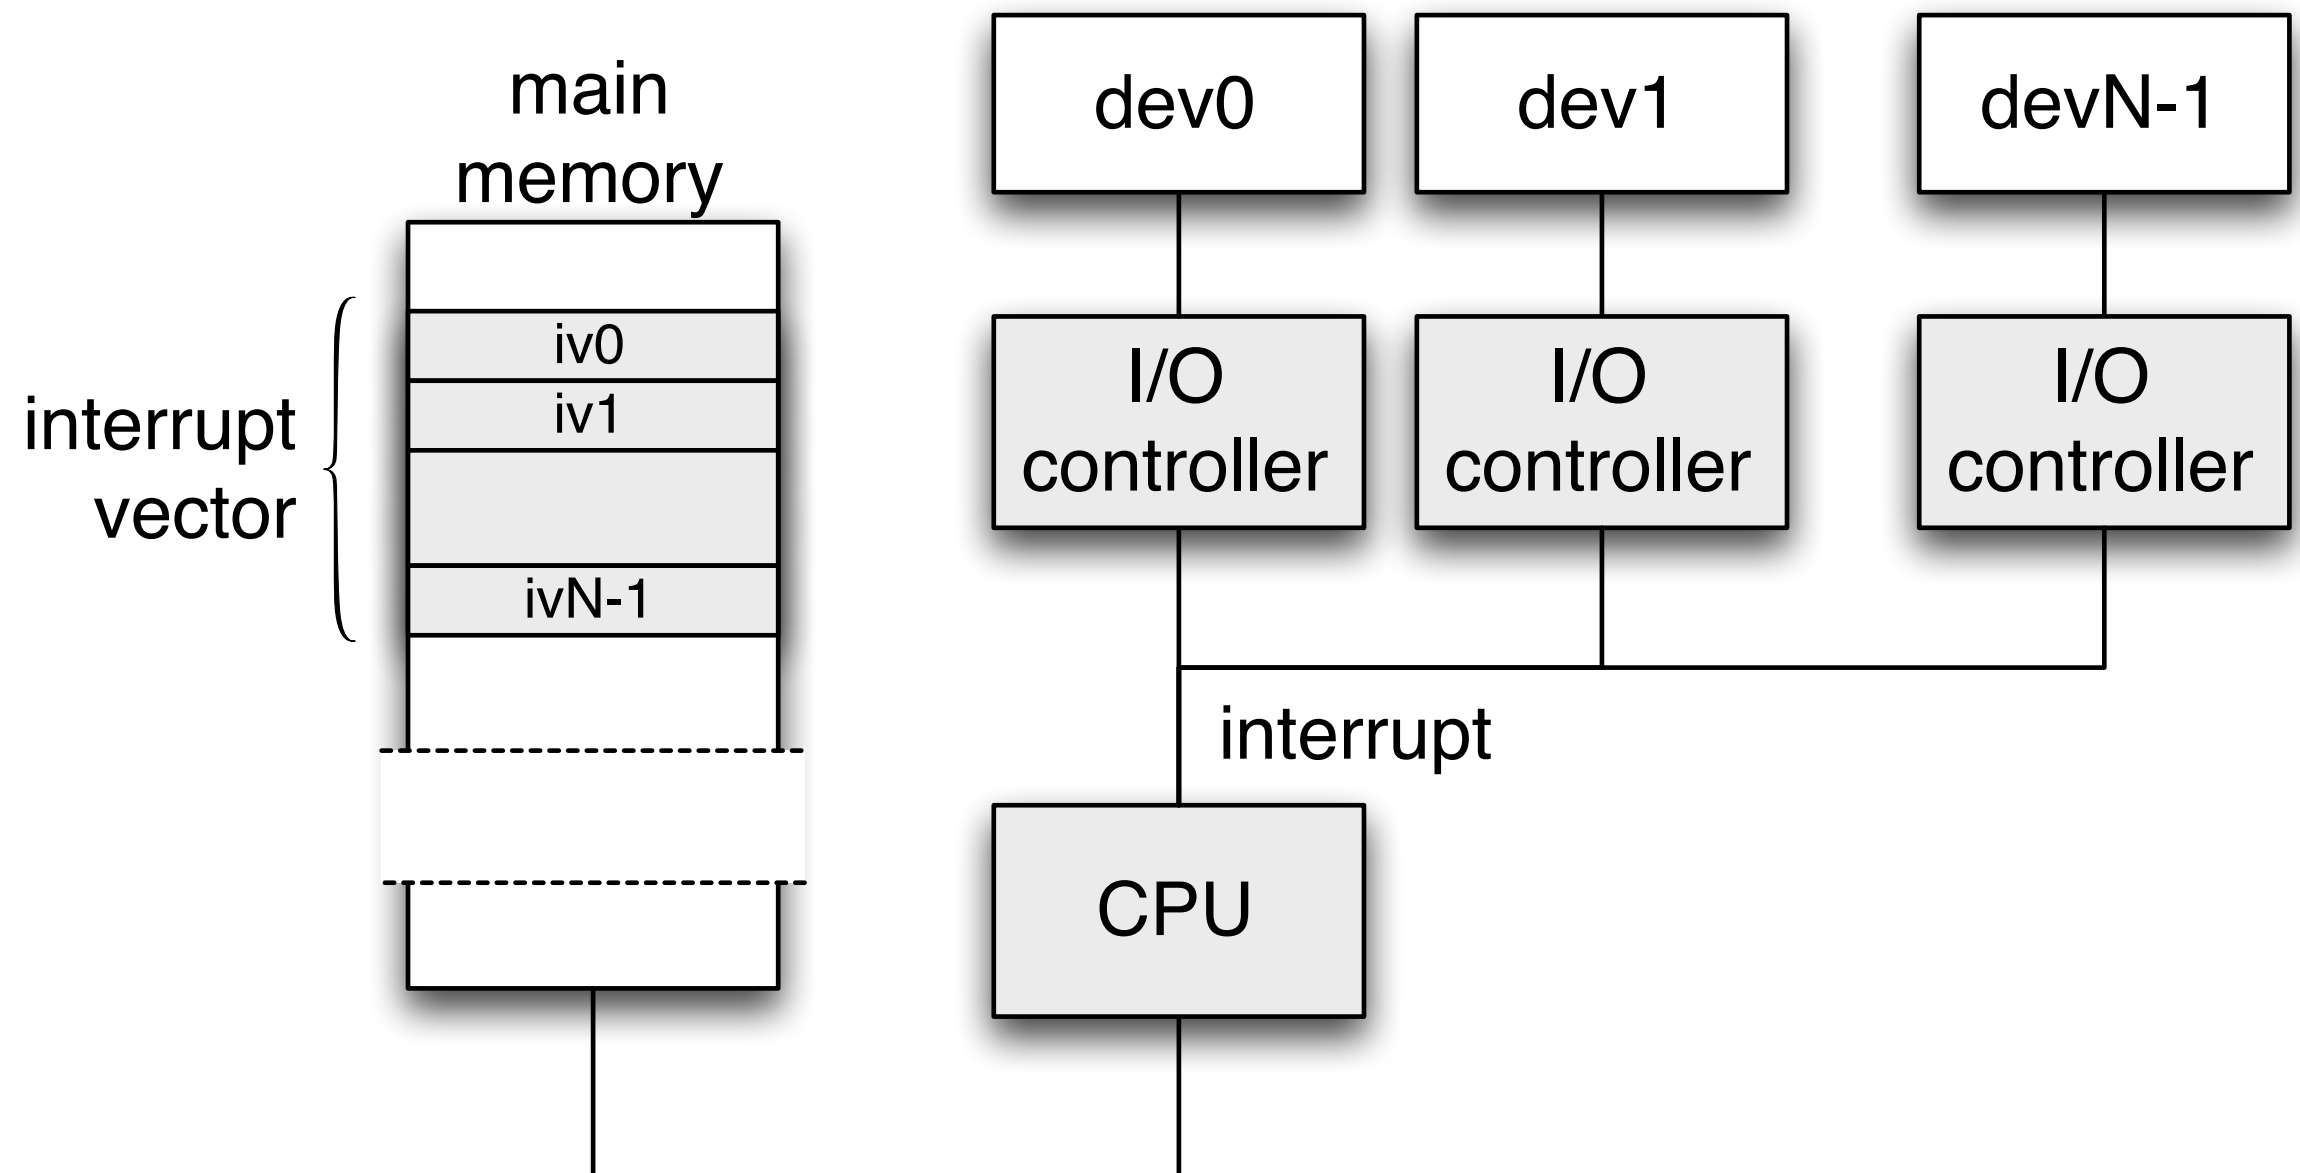 main
memory
interrupt
vector
iv0
iv1
ivN-1
dev0
dev1
devN-1
I/O
controller
I/O
controller
I/O
controller
interrupt
CPU